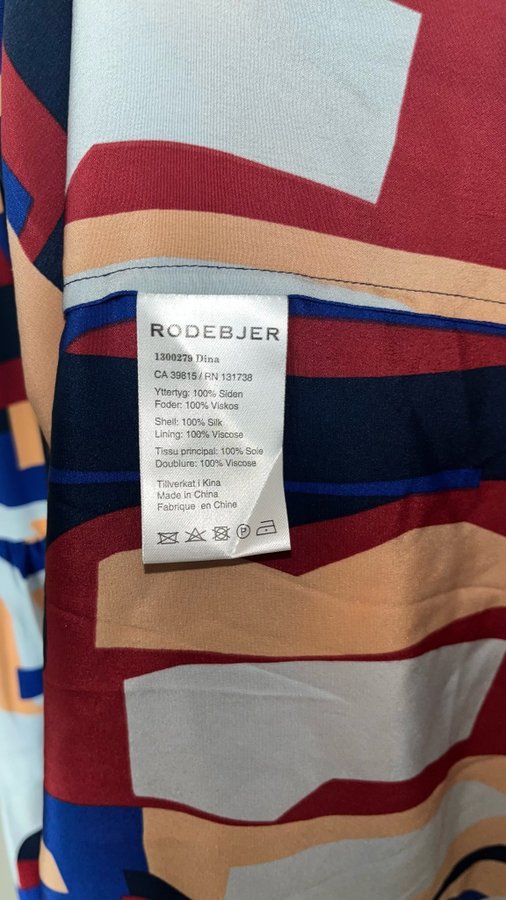 RODEBJER
1300279 Dina
CA 39815 / RN 131738
Yttertyg: 100% Siden
Foder: 100% Viskos
Shell: 100% Silk
Lining: 100% Viscose
Tissu principal: 100% Soie
Doublure: 100% Viscose
Tillverkat i Kina
Made in China
Fabrique en Chine
P